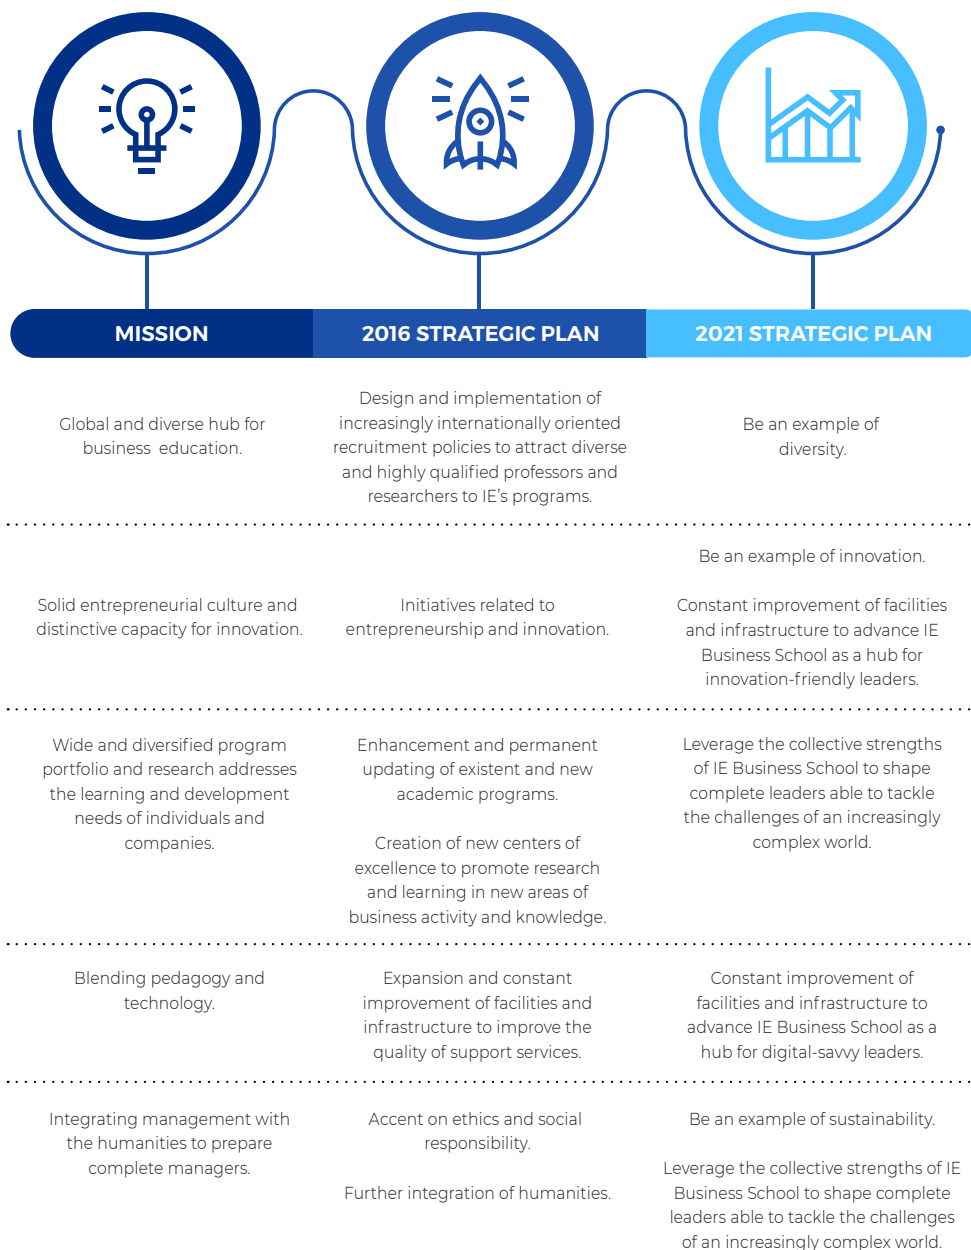 MISSION
2016 STRATEGIC PLAN
2021 STRATEGIC PLAN
Global and diverse hub for
business education.
Design and implementation of
increasingly internationally oriented
recruitment policies to attract diverse
and highly qualified professors and
researchers to IE's programs.
Be an example of
diversity.
Solid entrepreneurial culture and
distinctive capacity for innovation.
Initiatives related to
entrepreneurship and innovation.
Be an example of innovation.
Constant improvement of facilities
and infrastructure to advance IE
Business School as a hub for
innovation-friendly leaders.
Wide and diversified program
portfolio and research addresses
the learning and development
needs of individuals and
companies.
Enhancement and permanent
updating of existent and new
academic programs.
Creation of new centers of
excellence to promote research
and learning in new areas of
business activity and knowledge.
Leverage the collective strengths
of IE Business School to shape
complete leaders able to tackle
the challenges of an increasingly
complex world.
Blending pedagogy and
technology.
Expansion and constant
improvement of facilities and
infrastructure to improve the
quality of support services.
Constant improvement of
facilities and infrastructure to
advance IE Business School as a
hub for digital-savvy leaders.
Integrating management with
the humanities to prepare
complete managers.
Accent on ethics and social
responsibility.
Further integration of humanities.
Be an example of sustainability.
Leverage the collective strengths of IE
Business School to shape complete
leaders able to tackle the challenges
of an increasingly complex world.